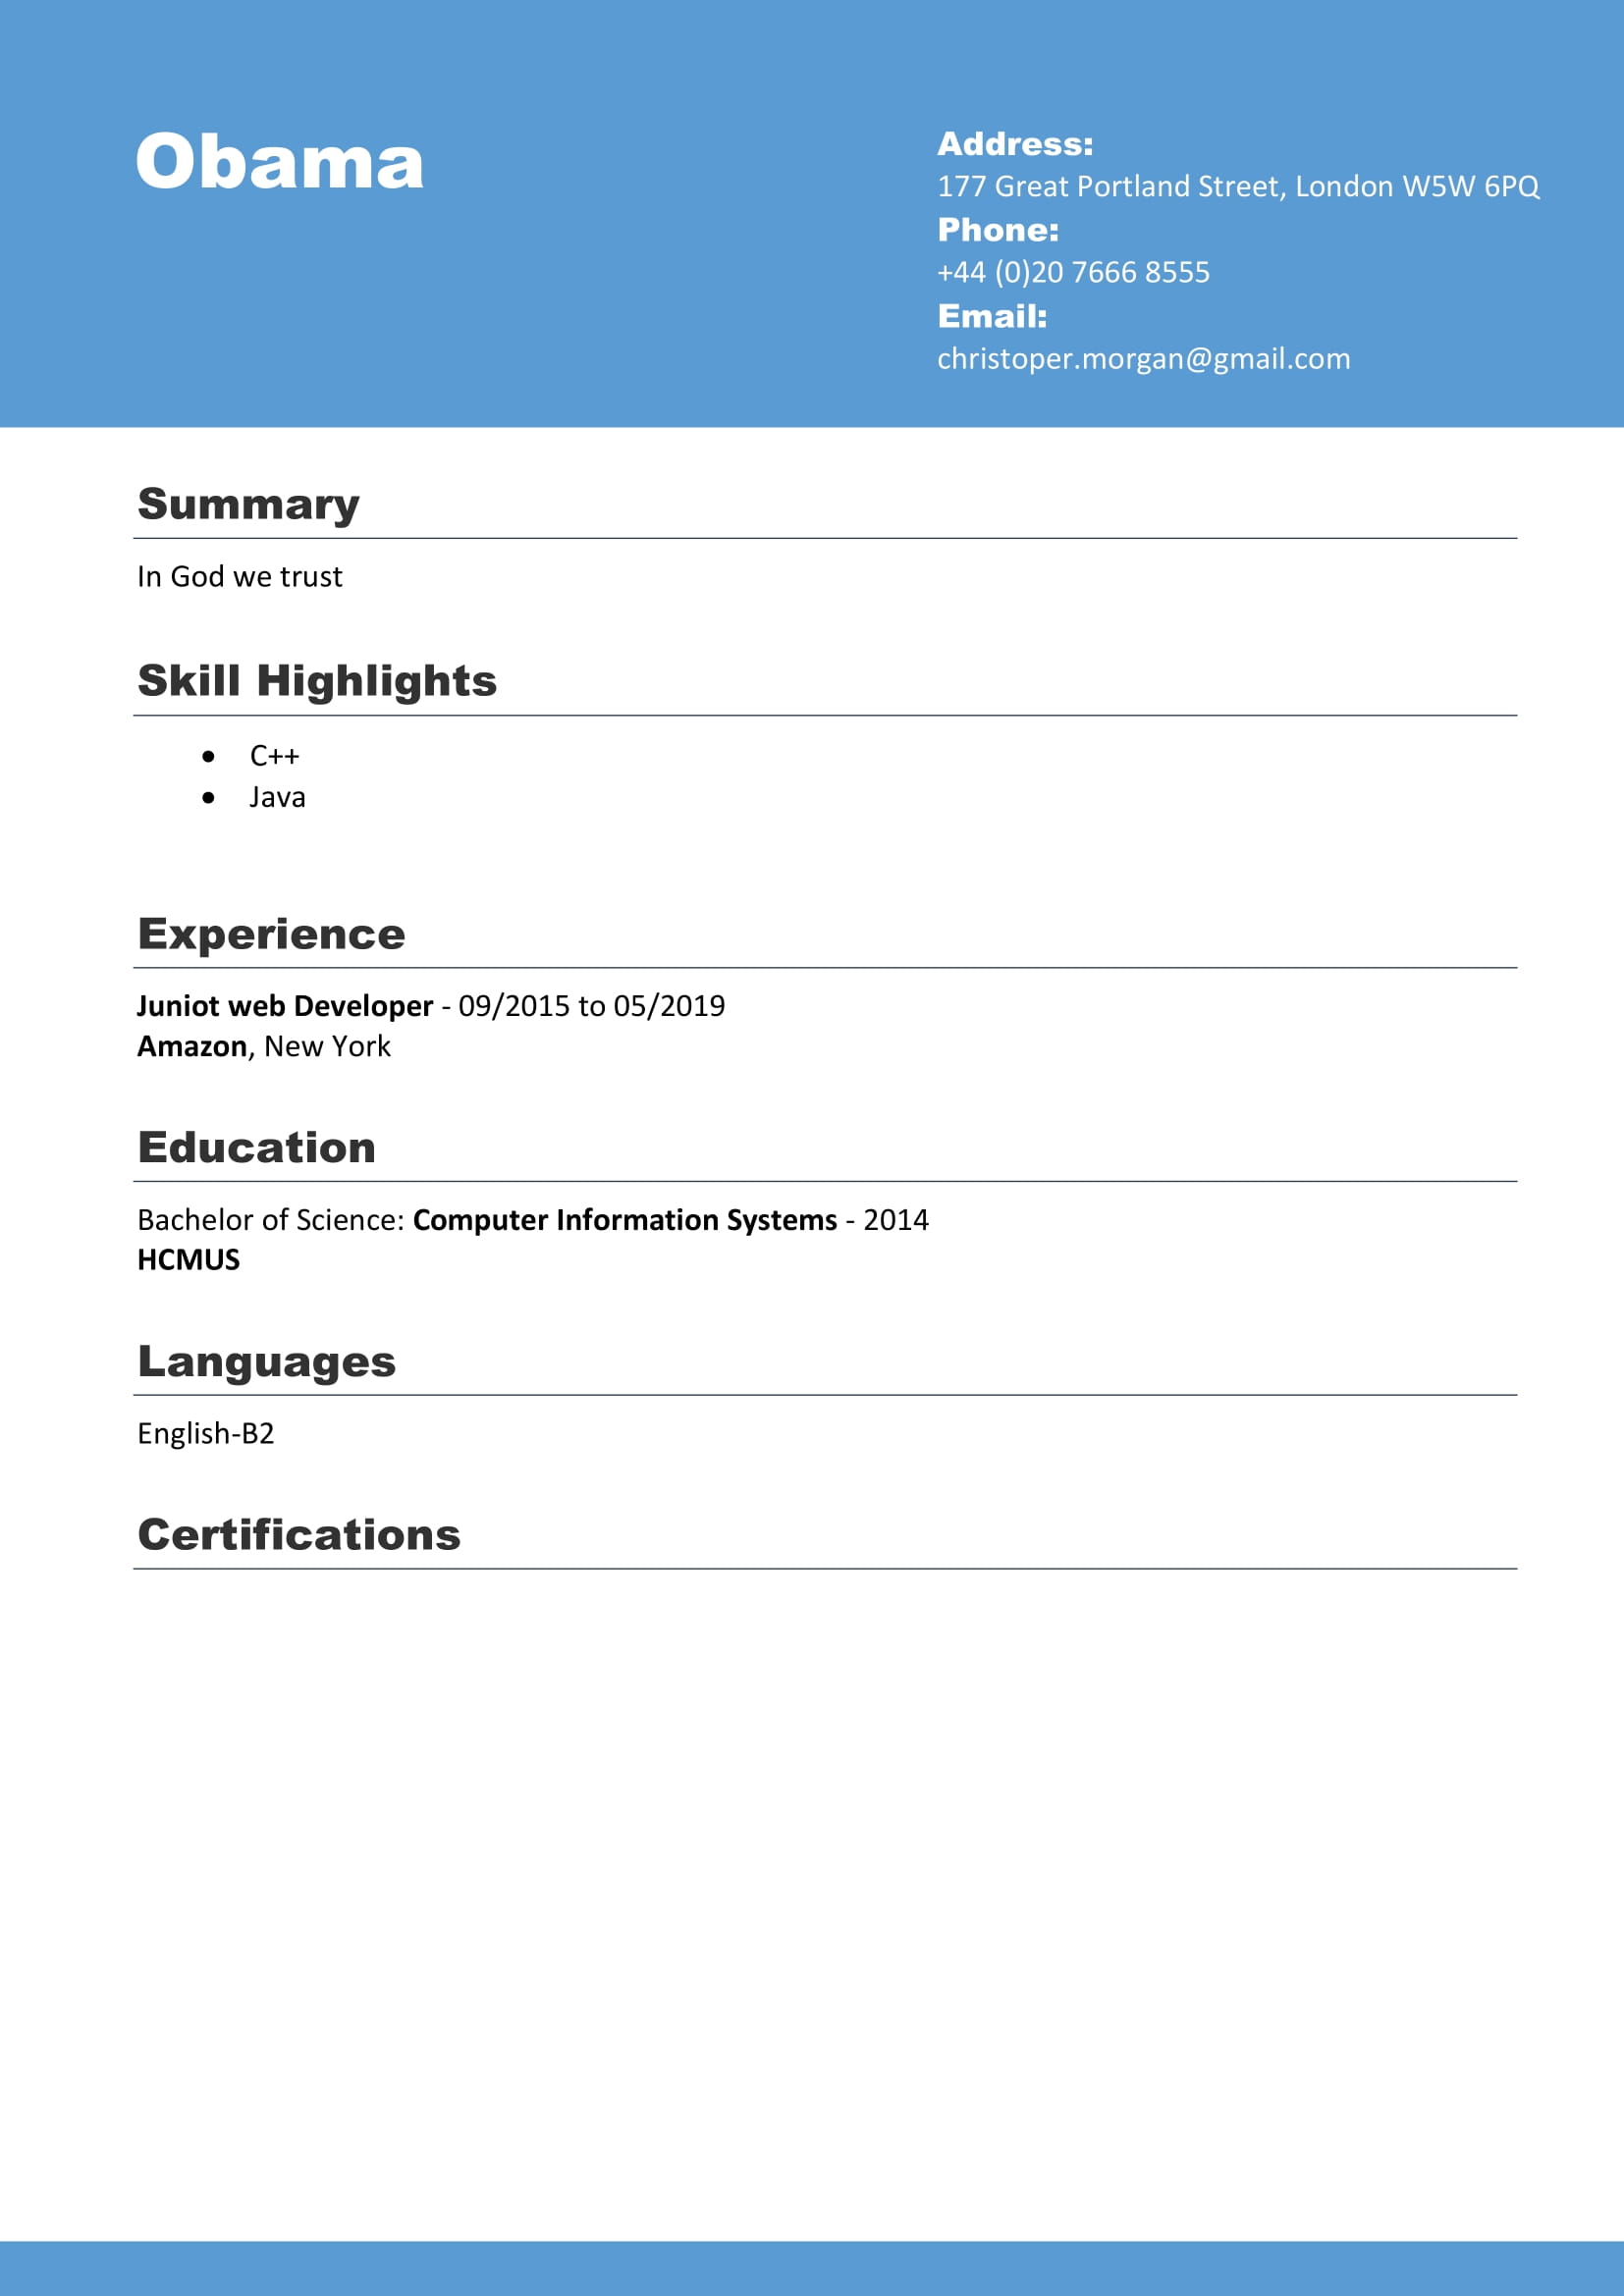 Obama
Address:
177 Great Portland Street, London W5W 6PQ
Phone:
+44 (0)20 7666 8555
Email:
christoper.morgan@gmail.com
Summary
In God we trust
Skill Highlights
• C++
• Java
Experience
Juniot web Developer - 09/2015 to 05/2019
Amazon, New York
Education
Bachelor of Science: Computer Information Systems - 2014
HCMUS
Languages
English-B2
Certifications